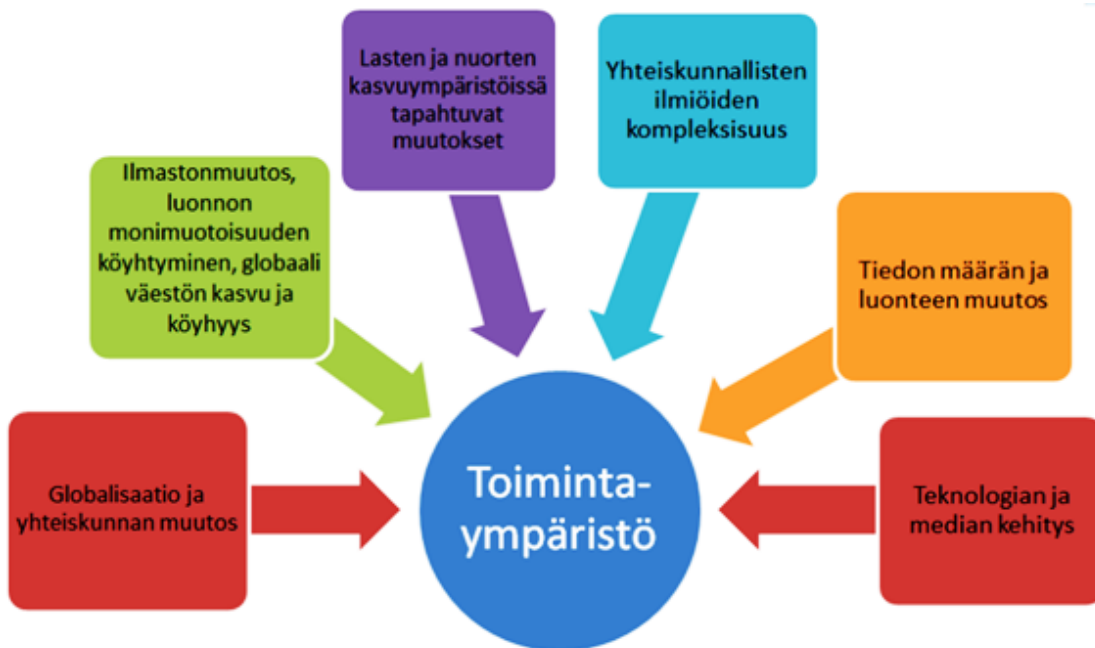 Lasten ja nuorten
kasvuympäristöissä
tapahtuvat
muutokset
Yhteiskunnallisten
ilmiöiden
kompleksisuus
Ilmastonmuutos,
luonnon
monimuotoisuuden
köyhtyminen, globaali
väestön kasvu ja
köyhyys
Tiedon määrän ja
luonteen muutos
Globalisaatio ja
yhteiskunnan muutos
Toiminta-
ympäristö
Teknologian ja
median kehitys